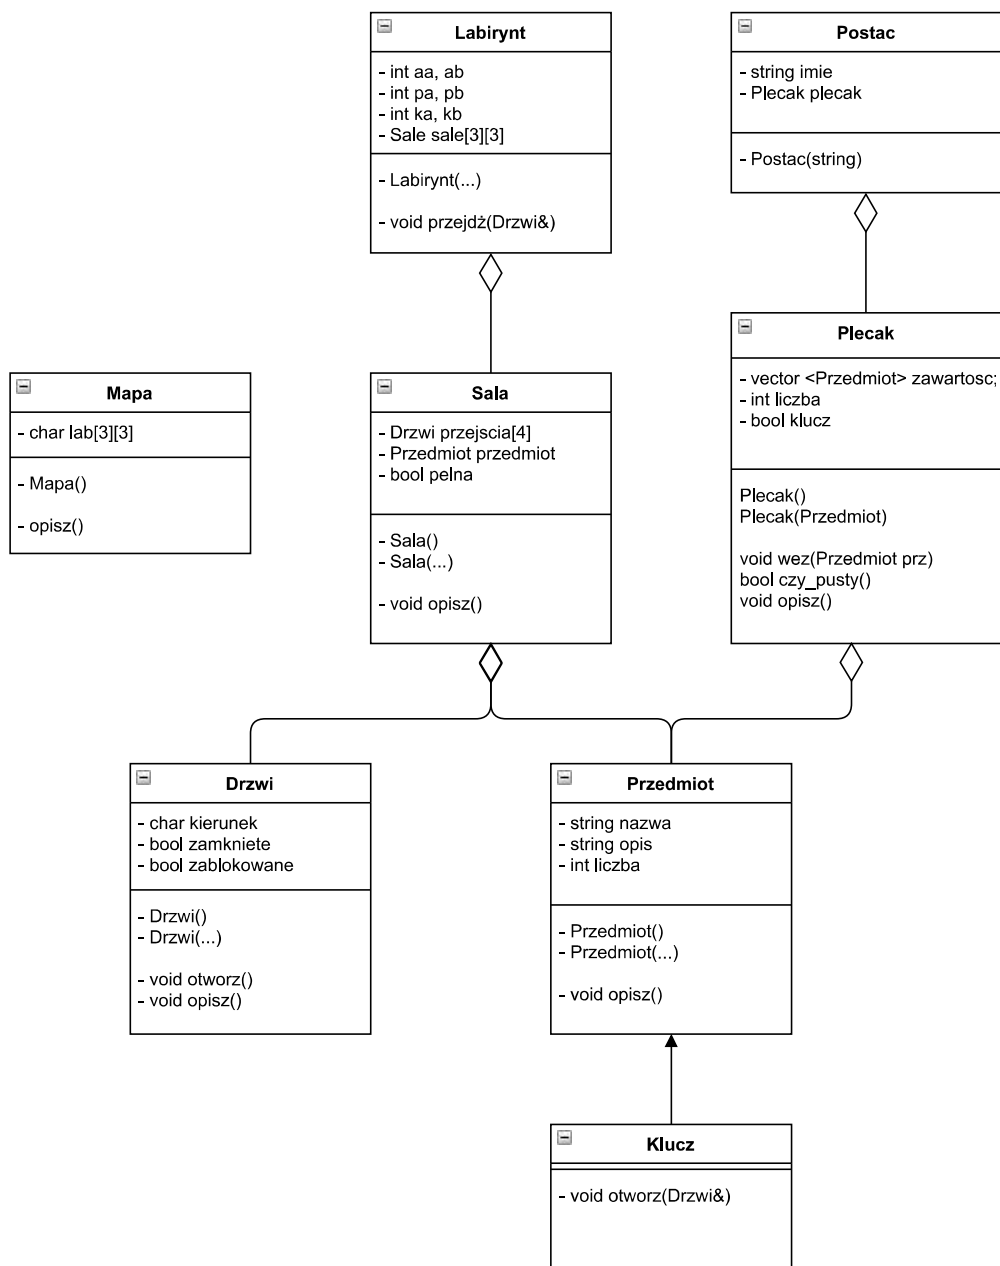 Labirynt
- int aa, ab
- int pa, pb
- int ka, kb
- Sale sale[3][3]
- Labirynt(...)
- void przejdź(Drzwi&)
Postac
- string imie
- Plecak plecak
- Postac(string)
Mapa
- char lab[3][3]
- Mapa()
- opisz()
Sala
- Drzwi przejscia[4]
- Przedmiot przedmiot
- bool pelna
- Sala()
- Sala(...)
- void opisz()
Plecak
- vector <Przedmiot> zawartosc;
- int liczba
- bool klucz
Plecak()
Plecak(Przedmiot)
void wez(Przedmiot prz)
bool czy_pusty()
void opisz()
Drzwi
- char kierunek
- bool zamkniete
- bool zablokowane
- Drzwi()
- Drzwi(...)
- void otworz()
- void opisz()
Przedmiot
- string nazwa
- string opis
- int liczba
- Przedmiot()
- Przedmiot(...)
- void opisz()
Klucz
- void otworz(Drzwi&)